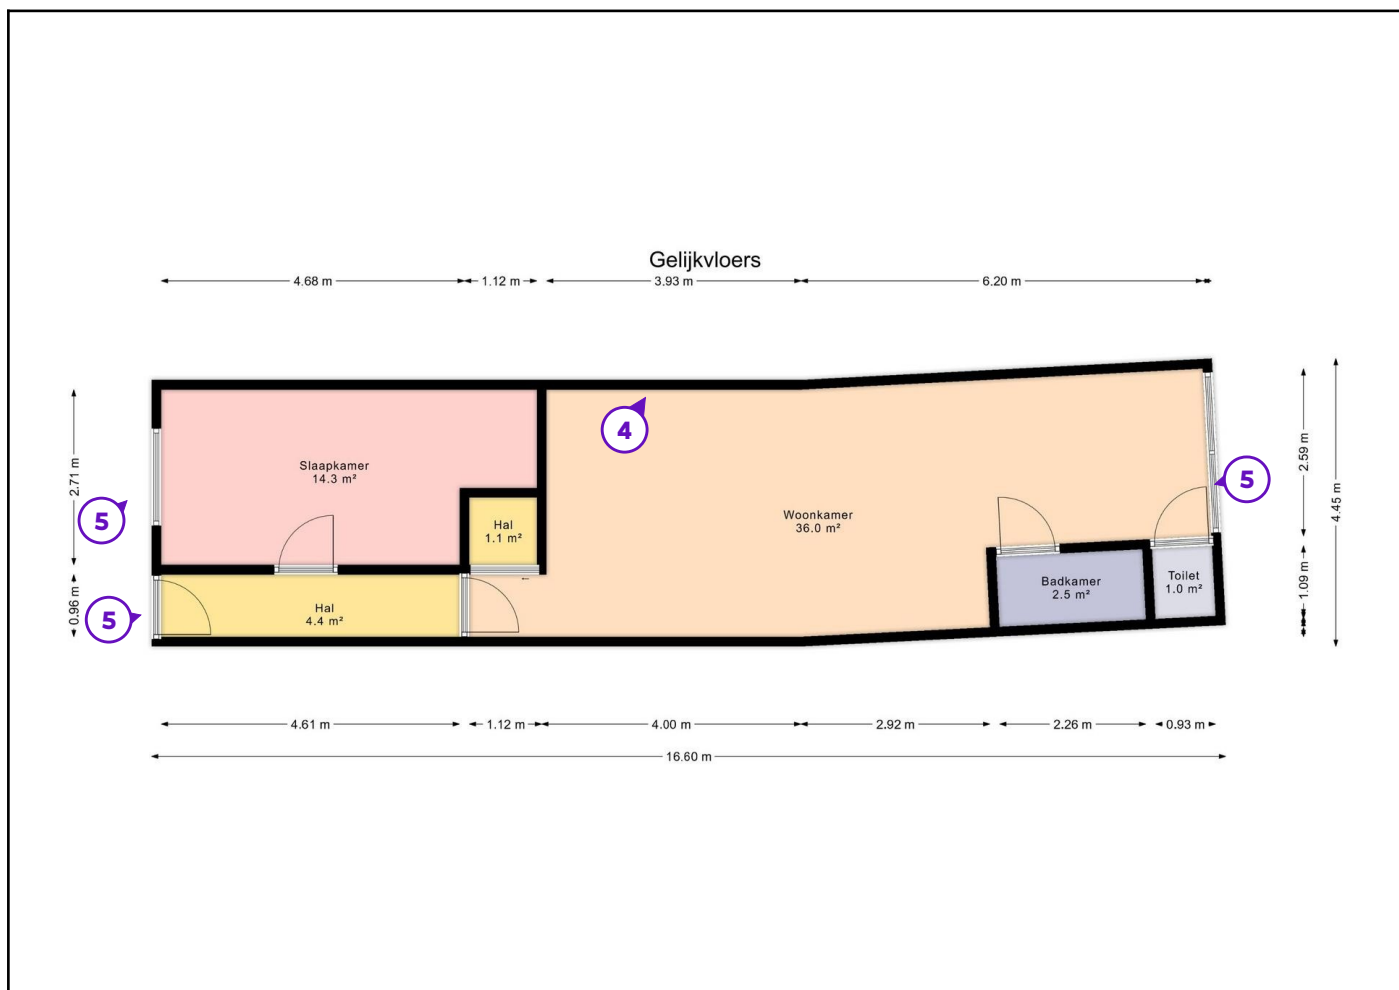 Gelijkvloers
4.68 m
1.12 m
3.93 m
6.20 m
2.71 m
0.96 m
2.59 m
1.09 m
4.45 m
4
5
5
5
Slaapkamer
14.3 m²
Hal
1.1 m²
Woonkamer
36.0 m²
Hal
4.4 m²
Badkamer
2.5 m²
Toilet
1.0 m²
4.61 m
1.12 m
4.00 m
2.92 m
2.26 m
0.93 m
16.60 m